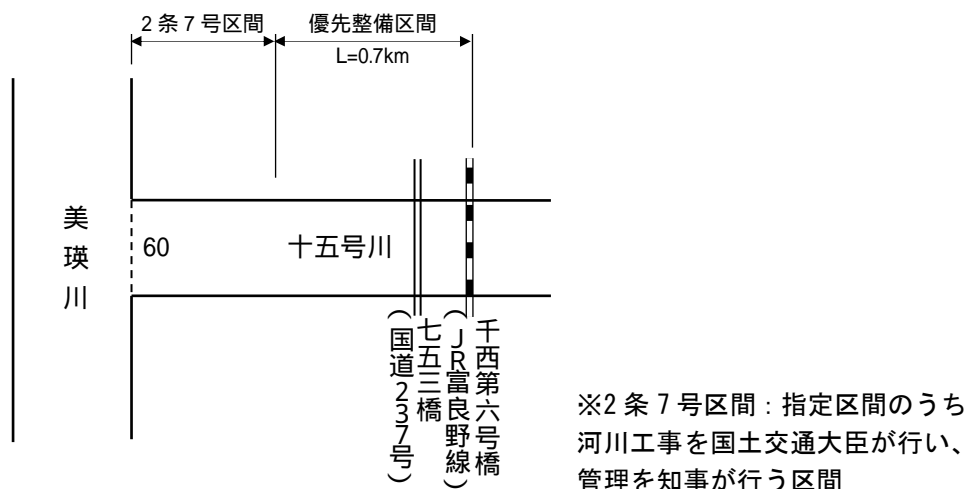 2条7号区間
優先整備区間
L=0.7km
美瑛川
60
十五号川
七五三橋
(国道237号)
千西第六号橋
(JR富良野線)
※2条7号区間：指定区間のうち
河川工事を国土交通大臣が行い、
管理を知事が行う区間